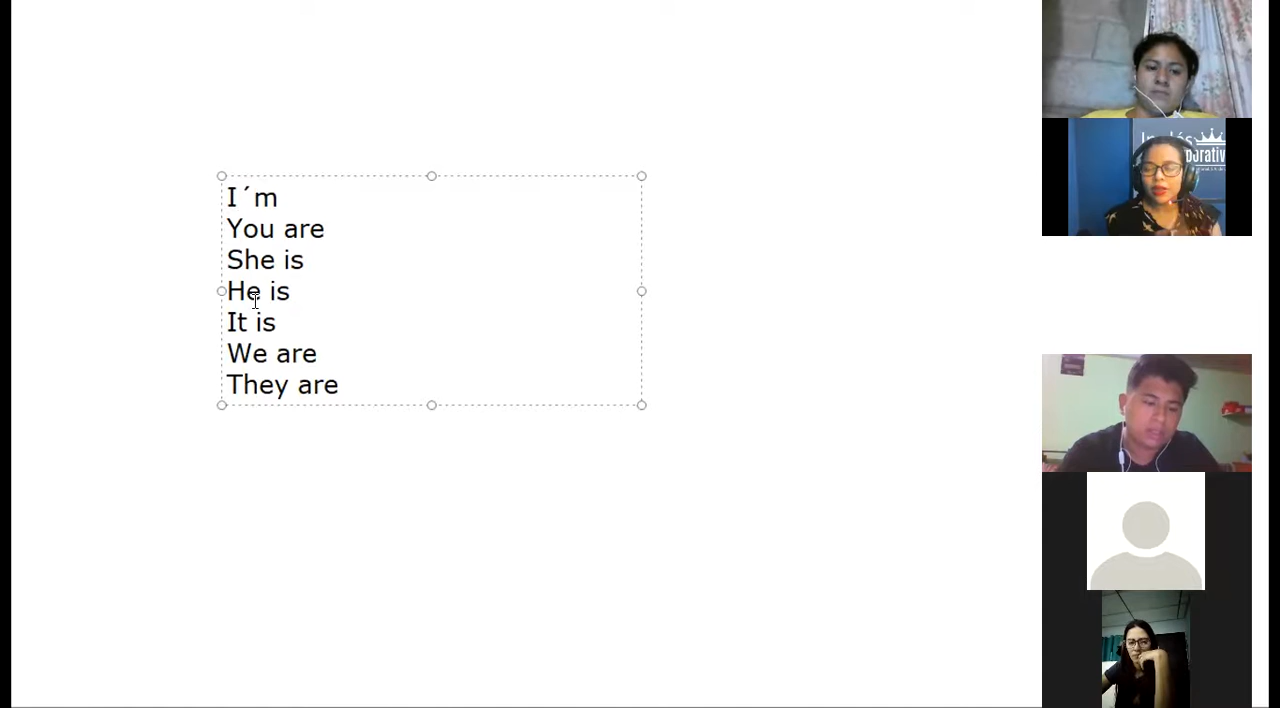 I´m
You are
She is
He is
It is
We are
They are